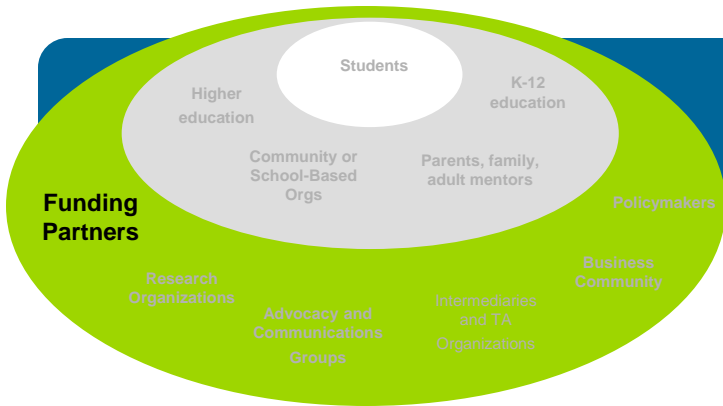 Students
Higher
education
K-12
education
Community or
School-Based
Orgs
Parents, family,
adult mentors
Funding
Partners
Policymakers
Research
Organizations
Advocacy and
Communications
Groups
Intermediaries
and TA
Organizations
Business
Community